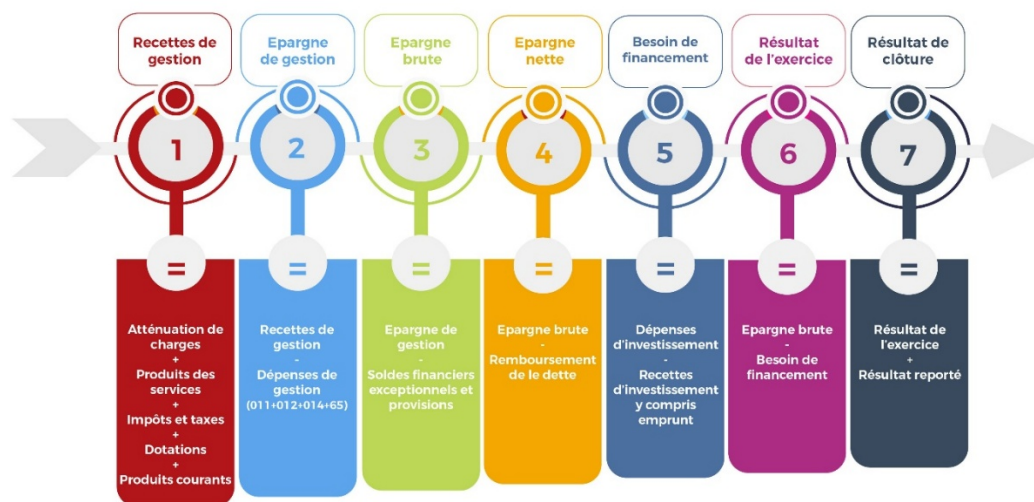 Recettes de
gestion
Epargne
de gestion
Epargne
brute
Epargne
nette
Besoin de
financement
Résultat
de l'exercice
Résultat de
clôture
1
2
3
4
5
6
7
=
=
=
=
=
=
=
Atténuation de
charges
+
Produits des
services
+
Impôts et taxes
+
Dotations
+
Produits courants
Recettes de
gestion
-
Dépenses de
gestion
(011+012+014+65)
Epargne de
gestion
-
Soldes financiers
exceptionnels et
provisions
Epargne brute
-
Remboursement
de le dette
Dépenses
d'investissement
-
Recettes
d'investissement
y compris
emprunt
Epargne brute
-
Besoin de
financement
Résultat de
l'exercice
+
Résultat reporté